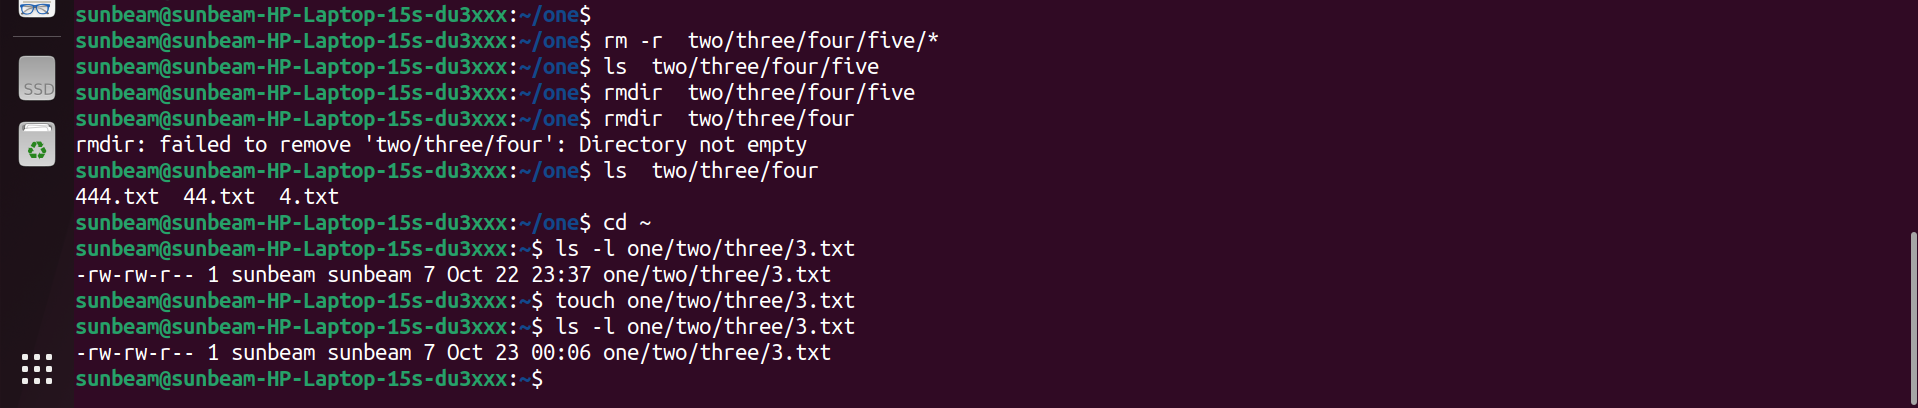 sunbeam@sunbeam-HP-Laptop-15s-du3xxx:~/one$
sunbeam@sunbeam-HP-Laptop-15s-du3xxx:~/one$ rm -r  two/three/four/five/*
sunbeam@sunbeam-HP-Laptop-15s-du3xxx:~/one$ ls  two/three/four/five
SSD
sunbeam@sunbeam-HP-Laptop-15s-du3xxx:~/one$ rmdir  two/three/four/five
sunbeam@sunbeam-HP-Laptop-15s-du3xxx:~/one$ rmdir  two/three/four
rmdir: failed to remove 'two/three/four': Directory not empty
sunbeam@sunbeam-HP-Laptop-15s-du3xxx:~/one$ ls  two/three/four
444.txt  44.txt  4.txt
sunbeam@sunbeam-HP-Laptop-15s-du3xxx:~/one$ cd ~
sunbeam@sunbeam-HP-Laptop-15s-du3xxx:~$ ls -l one/two/three/3.txt
-rw-rw-r-- 1 sunbeam sunbeam 7 Oct 22 23:37 one/two/three/3.txt
sunbeam@sunbeam-HP-Laptop-15s-du3xxx:~$ touch one/two/three/3.txt
sunbeam@sunbeam-HP-Laptop-15s-du3xxx:~$ ls -l one/two/three/3.txt
-rw-rw-r-- 1 sunbeam sunbeam 7 Oct 23 00:06 one/two/three/3.txt
sunbeam@sunbeam-HP-Laptop-15s-du3xxx:~$